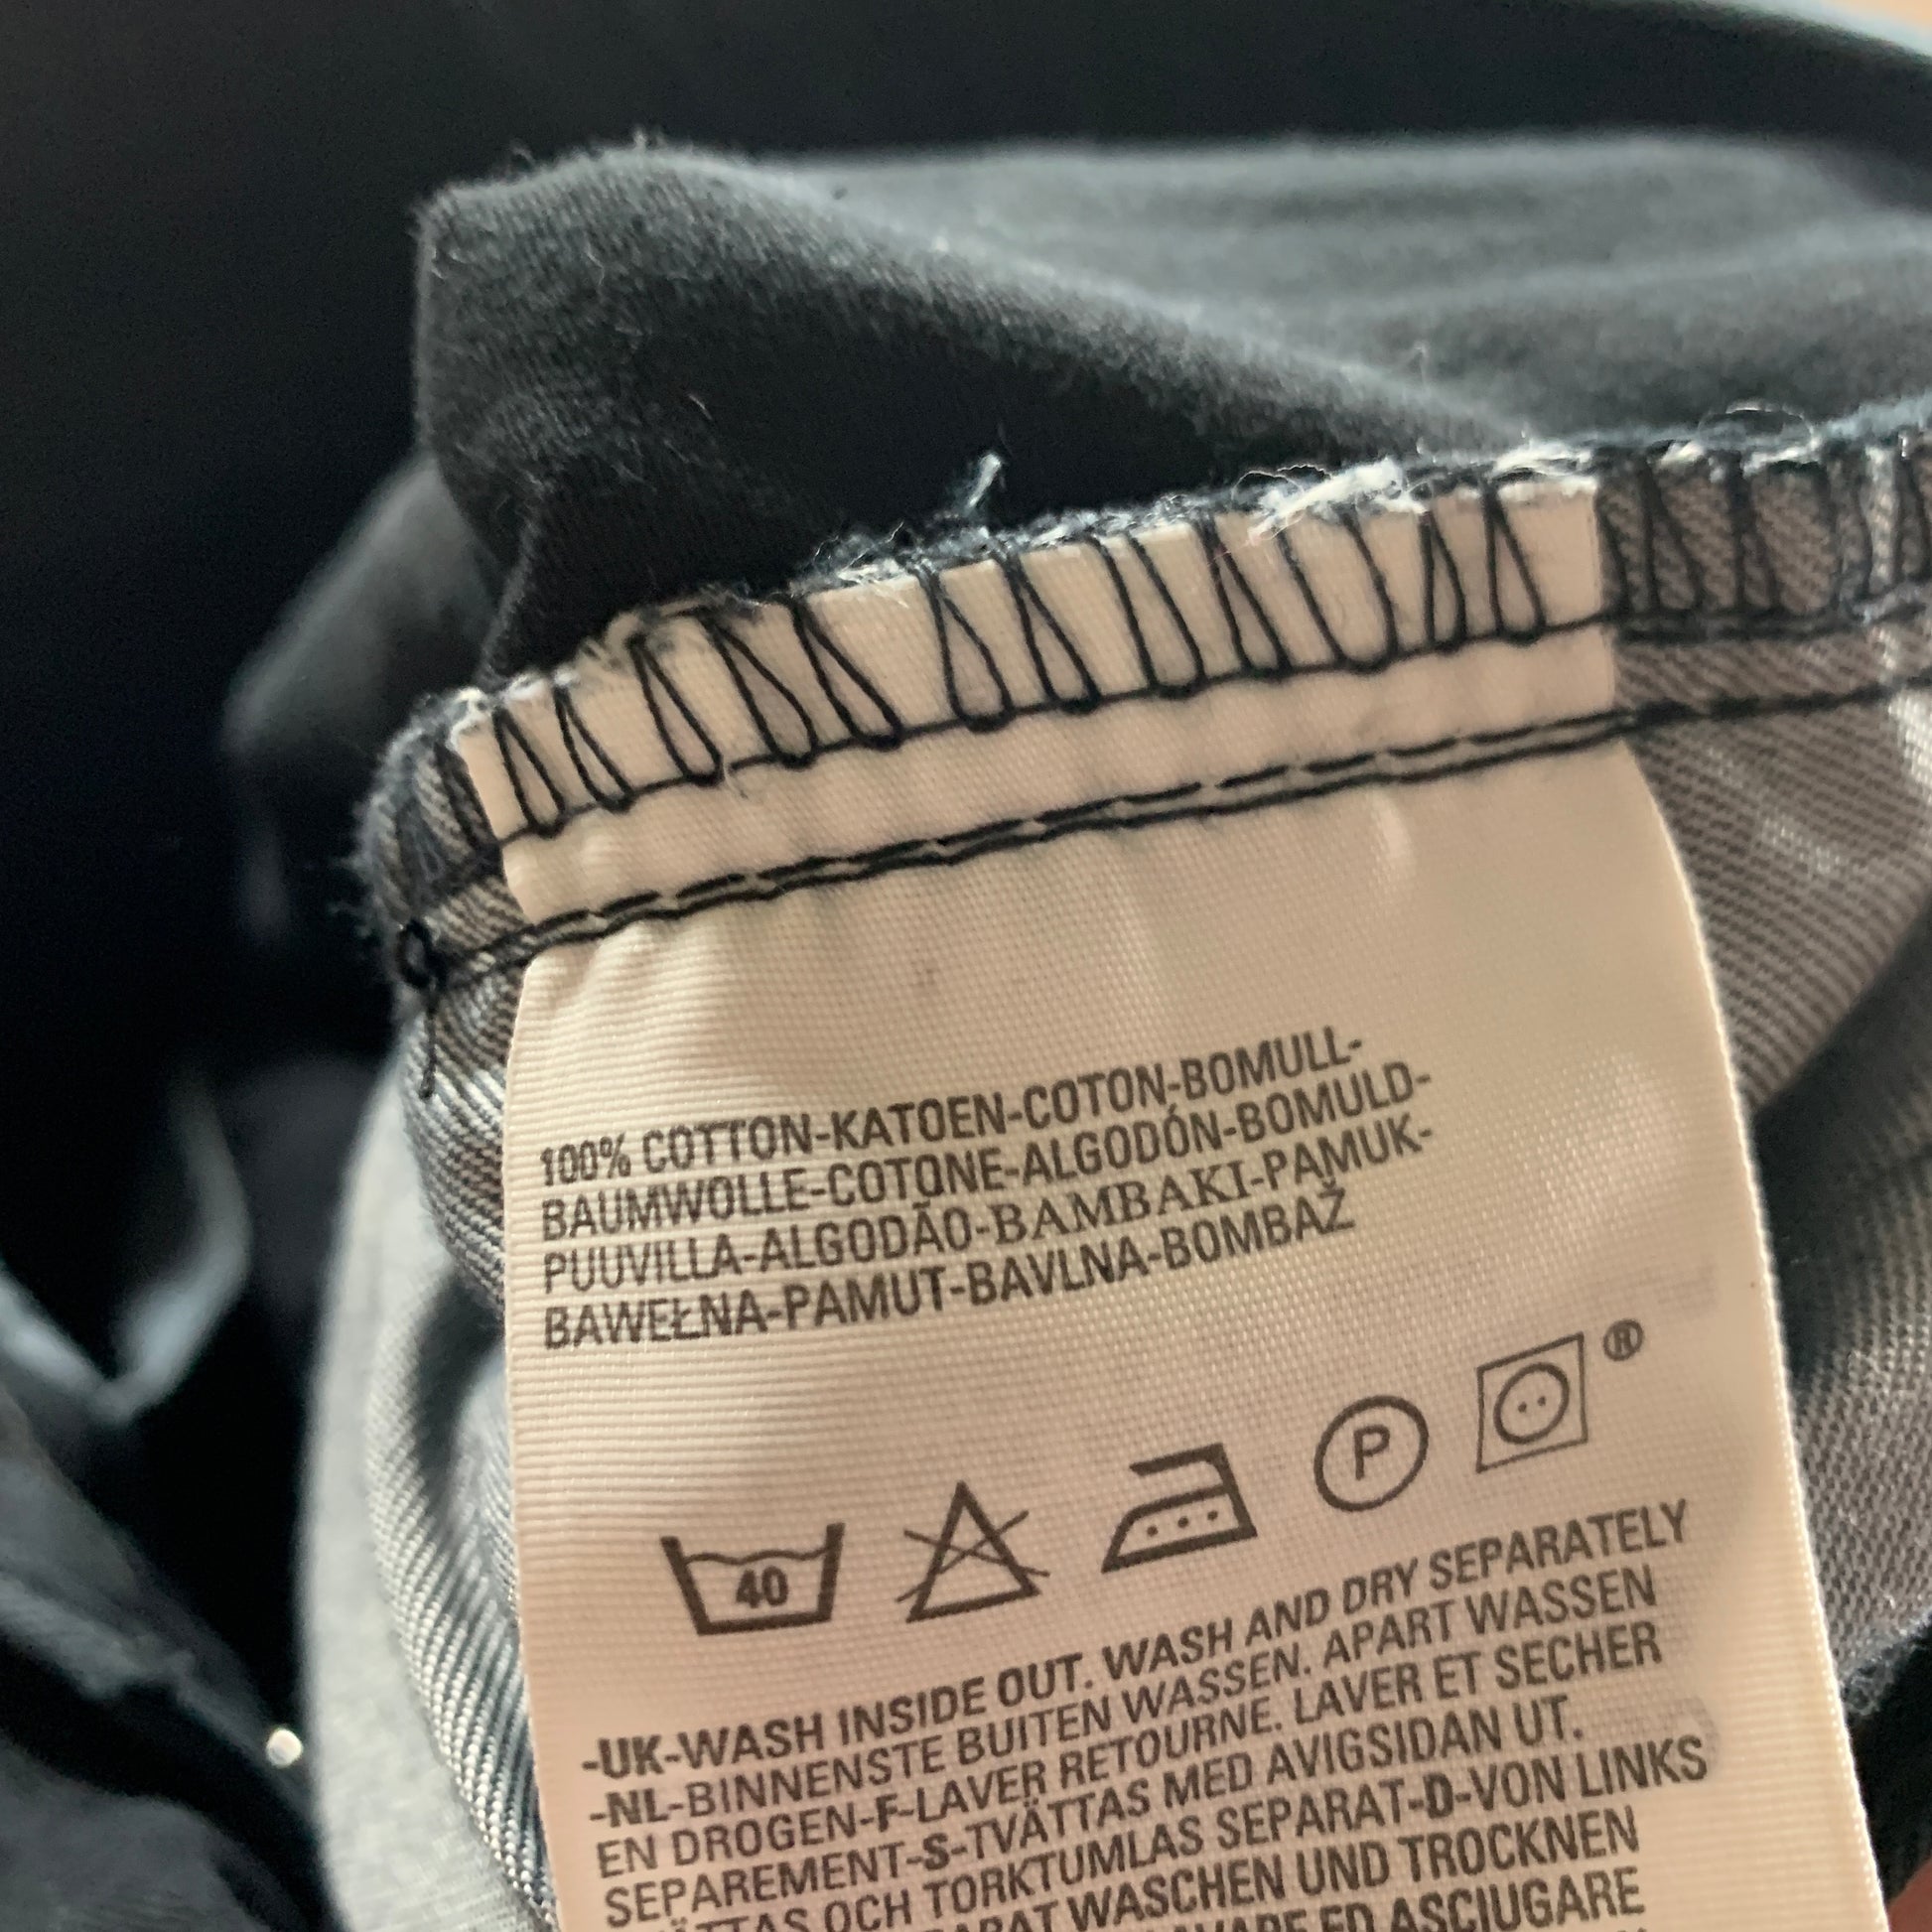 100% COTTON-KATOEN-COTON-BOMULL-
BAUMWOLLE-COTONE-ALGODÓN-BOMULD-
PUUVILLA-ALGODÃO-BAMBAKI-PAMUK-
BAWEŁNA-PAMUT-BAVLNA-BOMBAŽ
40 P ®
-UK-WASH INSIDE OUT. WASH AND DRY SEPARATELY
-NL-BINNENSTE BUITEN WASSEN. APART WASSEN
EN DROGEN-F-LAVER RETOURNE. LAVER ET SECHER
SEPAREMENT-S-TVÄTTAS MED AVIGSIDAN UT.
OCH TORKTUMLAS SEPARAT-D-VON LINKS
WASCHEN UND TROCKNEN
ED ASCIUGARE